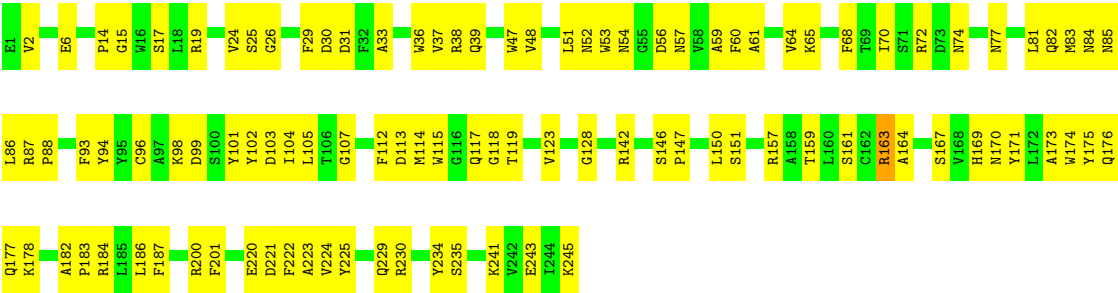 E1 V2 E6 P14 G15 W16 S17 L18 R19 V24 S25 G26 F29 D30 D31 F32 A33 W36 V37 R38 Q39 W47 V48 L51 N52 W53 N54 G55 D56 N57 V58 A59 F60 A61 V64 K65 F68 T69 I70 S71 R72 D73 N74 N77 L81 Q82 M83 N84 N85
L86 R87 P88 F93 Y94 Y95 C96 A97 K98 D99 S100 Y101 Y102 D103 I104 L105 T106 G107 F112 D113 M114 W115 G116 Q117 G118 T119 V123 G128 R142 S146 P147 L150 S151 R157 A158 T159 L160 S161 C162 R163 A164 S167 V168 H169 N170 Y171 L172 A173 W174 Y175 Q176
Q177 K178 A182 P183 R184 L185 L186 F187 R200 F201 E220 D221 F222 A223 V224 Y225 Q229 R230 Y234 S235 K241 V242 E243 I244 K245